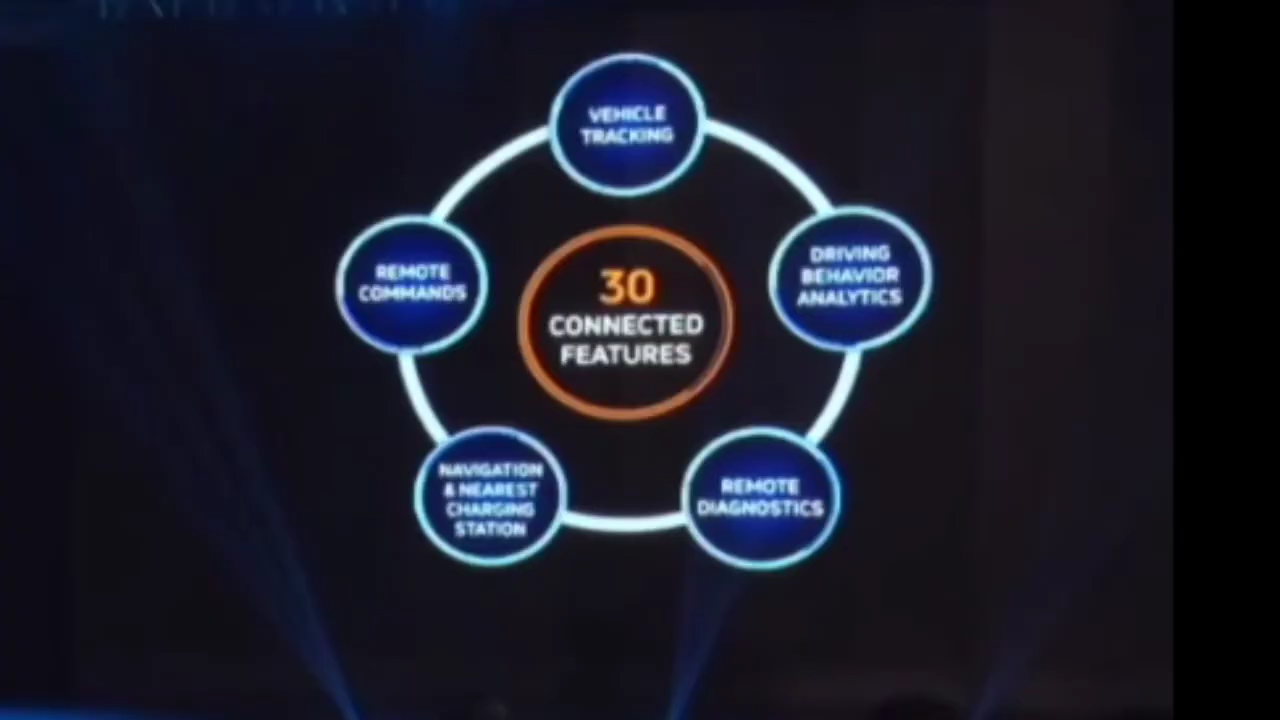 VEHICLE
TRACKING
DRIVING
BEHAVIOR
ANALYTICS
REMOTE
COMMANDS
30
CONNECTED
FEATURES
NAVIGATION
& NEAREST
CHARGING
STATION
REMOTE
DIAGNOSTICS